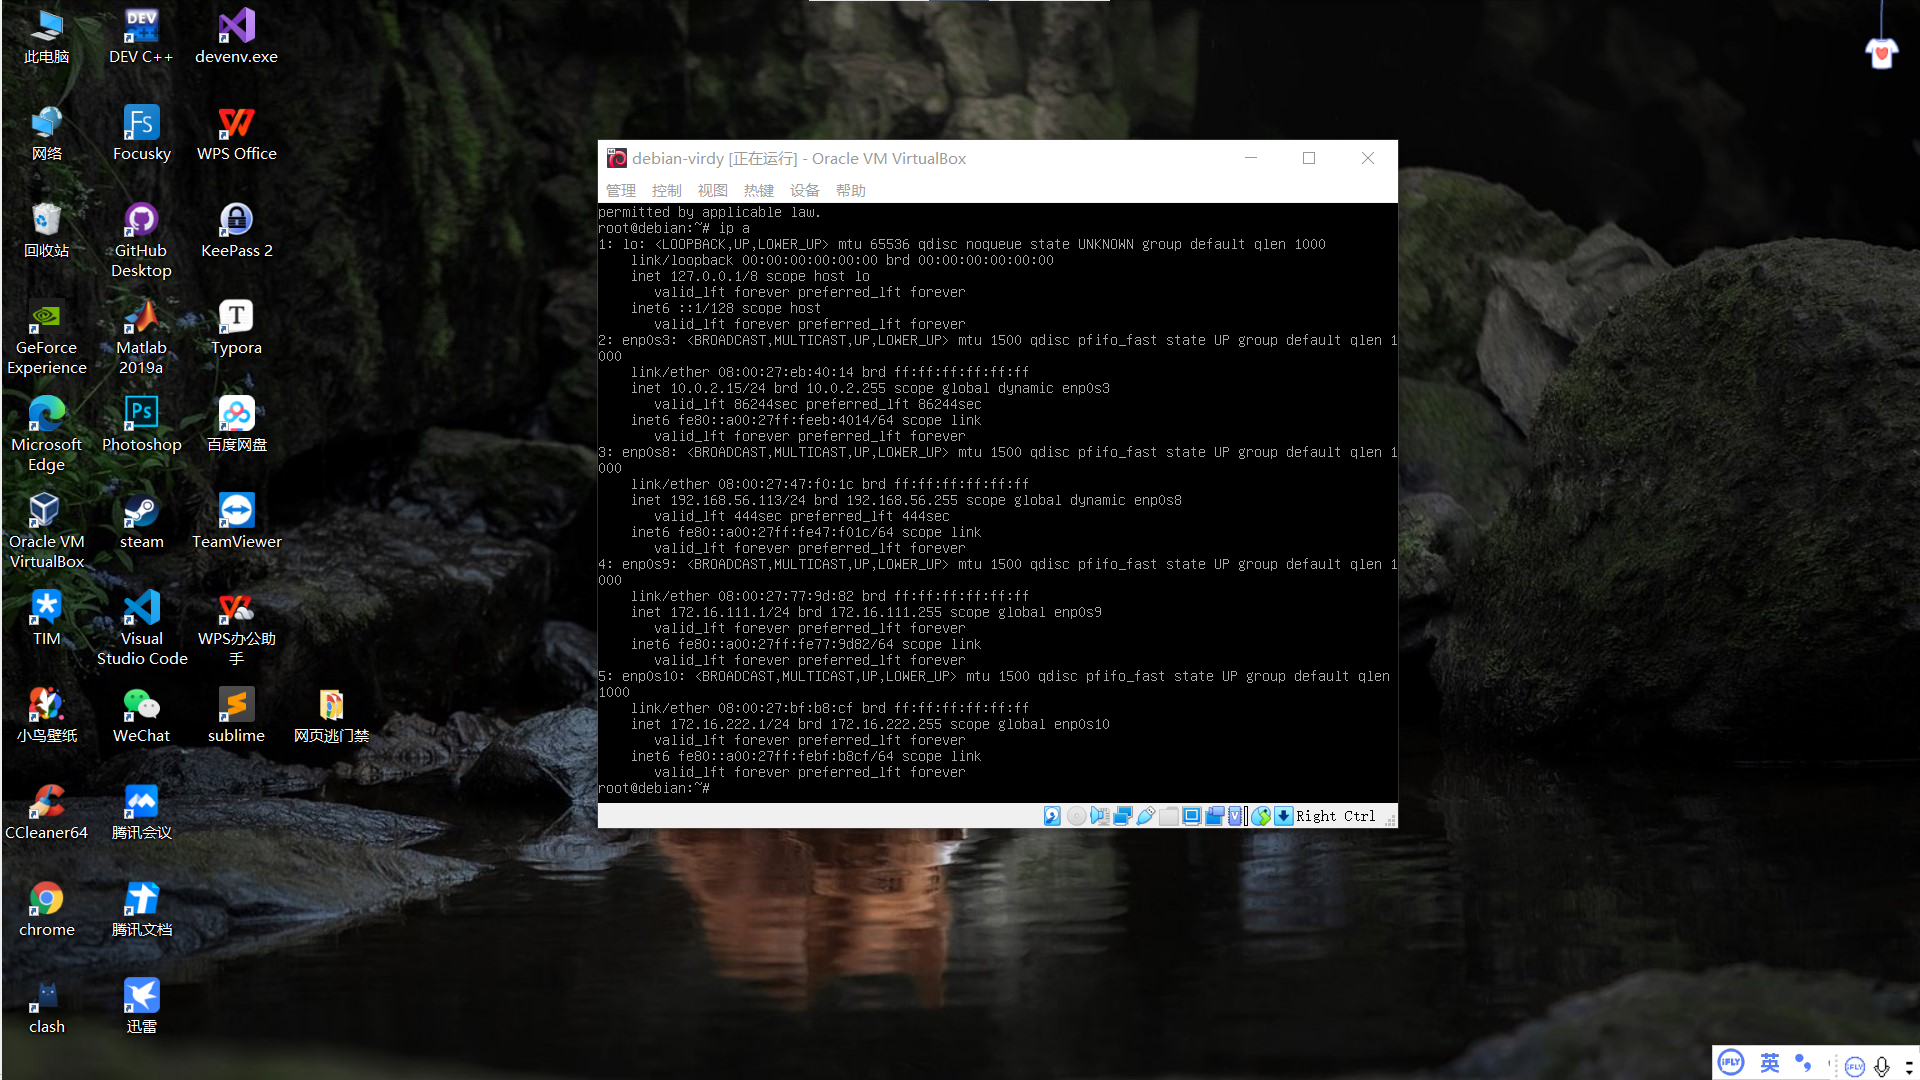 此电脑
DEV C++
devenv.exe
网络
Focusky
WPS Office
回收站
GitHub
Desktop
KeePass 2
GeForce
Experience
Matlab
2019a
Typora
Microsoft
Edge
Photoshop
百度网盘
Oracle VM
VirtualBox
steam
TeamViewer
TIM
Visual
Studio Code
WPS办公助
手
小鸟壁纸
WeChat
sublime
网页逃门禁
CCleaner64
腾讯会议
chrome
腾讯文档
clash
迅雷
debian-virdy [正在运行] - Oracle VM VirtualBox
管理 控制 视图 热键 设备 帮助
permitted by applicable law.
root@debian:~# ip a
1: lo: <LOOPBACK,UP,LOWER_UP> mtu 65536 qdisc noqueue state UNKNOWN group default qlen 1000
link/loopback 00:00:00:00:00:00 brd 00:00:00:00:00:00
inet 127.0.0.1/8 scope host lo
valid_lft forever preferred_lft forever
inet6 ::1/128 scope host
valid_lft forever preferred_lft forever
2: enp0s3: <BROADCAST,MULTICAST,UP,LOWER_UP> mtu 1500 qdisc pfifo_fast state UP group default qlen 1
000
link/ether 08:00:27:eb:40:14 brd ff:ff:ff:ff:ff:ff
inet 10.0.2.15/24 brd 10.0.2.255 scope global dynamic enp0s3
valid_lft 86244sec preferred_lft 86244sec
inet6 fe80::a00:27ff:feeb:4014/64 scope link
valid_lft forever preferred_lft forever
3: enp0s8: <BROADCAST,MULTICAST,UP,LOWER_UP> mtu 1500 qdisc pfifo_fast state UP group default qlen 1
000
link/ether 08:00:27:47:f0:1c brd ff:ff:ff:ff:ff:ff
inet 192.168.56.113/24 brd 192.168.56.255 scope global dynamic enp0s8
valid_lft 444sec preferred_lft 444sec
inet6 fe80::a00:27ff:fe47:f01c/64 scope link
valid_lft forever preferred_lft forever
4: enp0s9: <BROADCAST,MULTICAST,UP,LOWER_UP> mtu 1500 qdisc pfifo_fast state UP group default qlen 1
000
link/ether 08:00:27:77:9d:82 brd ff:ff:ff:ff:ff:ff
inet 172.16.111.1/24 brd 172.16.111.255 scope global enp0s9
valid_lft forever preferred_lft forever
inet6 fe80::a00:27ff:fe77:9d82/64 scope link
valid_lft forever preferred_lft forever
5: enp0s10: <BROADCAST,MULTICAST,UP,LOWER_UP> mtu 1500 qdisc pfifo_fast state UP group default qlen
1000
link/ether 08:00:27:bf:b8:cf brd ff:ff:ff:ff:ff:ff
inet 172.16.222.1/24 brd 172.16.222.255 scope global enp0s10
valid_lft forever preferred_lft forever
inet6 fe80::a00:27ff:febf:b8cf/64 scope link
valid_lft forever preferred_lft forever
root@debian:~#
Right Ctrl
iFLY 英 iFLY